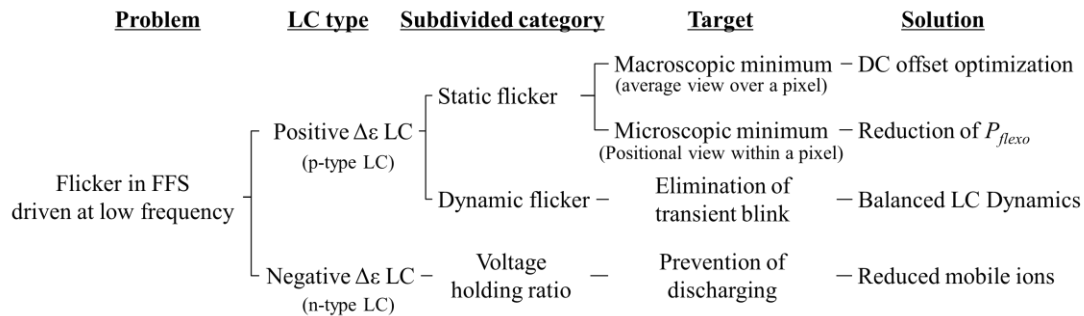 Problem LC type Subdivided category Target Solution
Macroscopic minimum DC offset optimization
(average view over a pixel)
Static flicker
Positive Δε LC
(p-type LC)
Microscopic minimum Reduction of Pflexo
(Positional view within a pixel)
Flicker in FFS
driven at low frequency
Dynamic flicker
Elimination of
transient blink
Balanced LC Dynamics
Negative Δε LC
(n-type LC)
Voltage
holding ratio
Prevention of
discharging
Reduced mobile ions